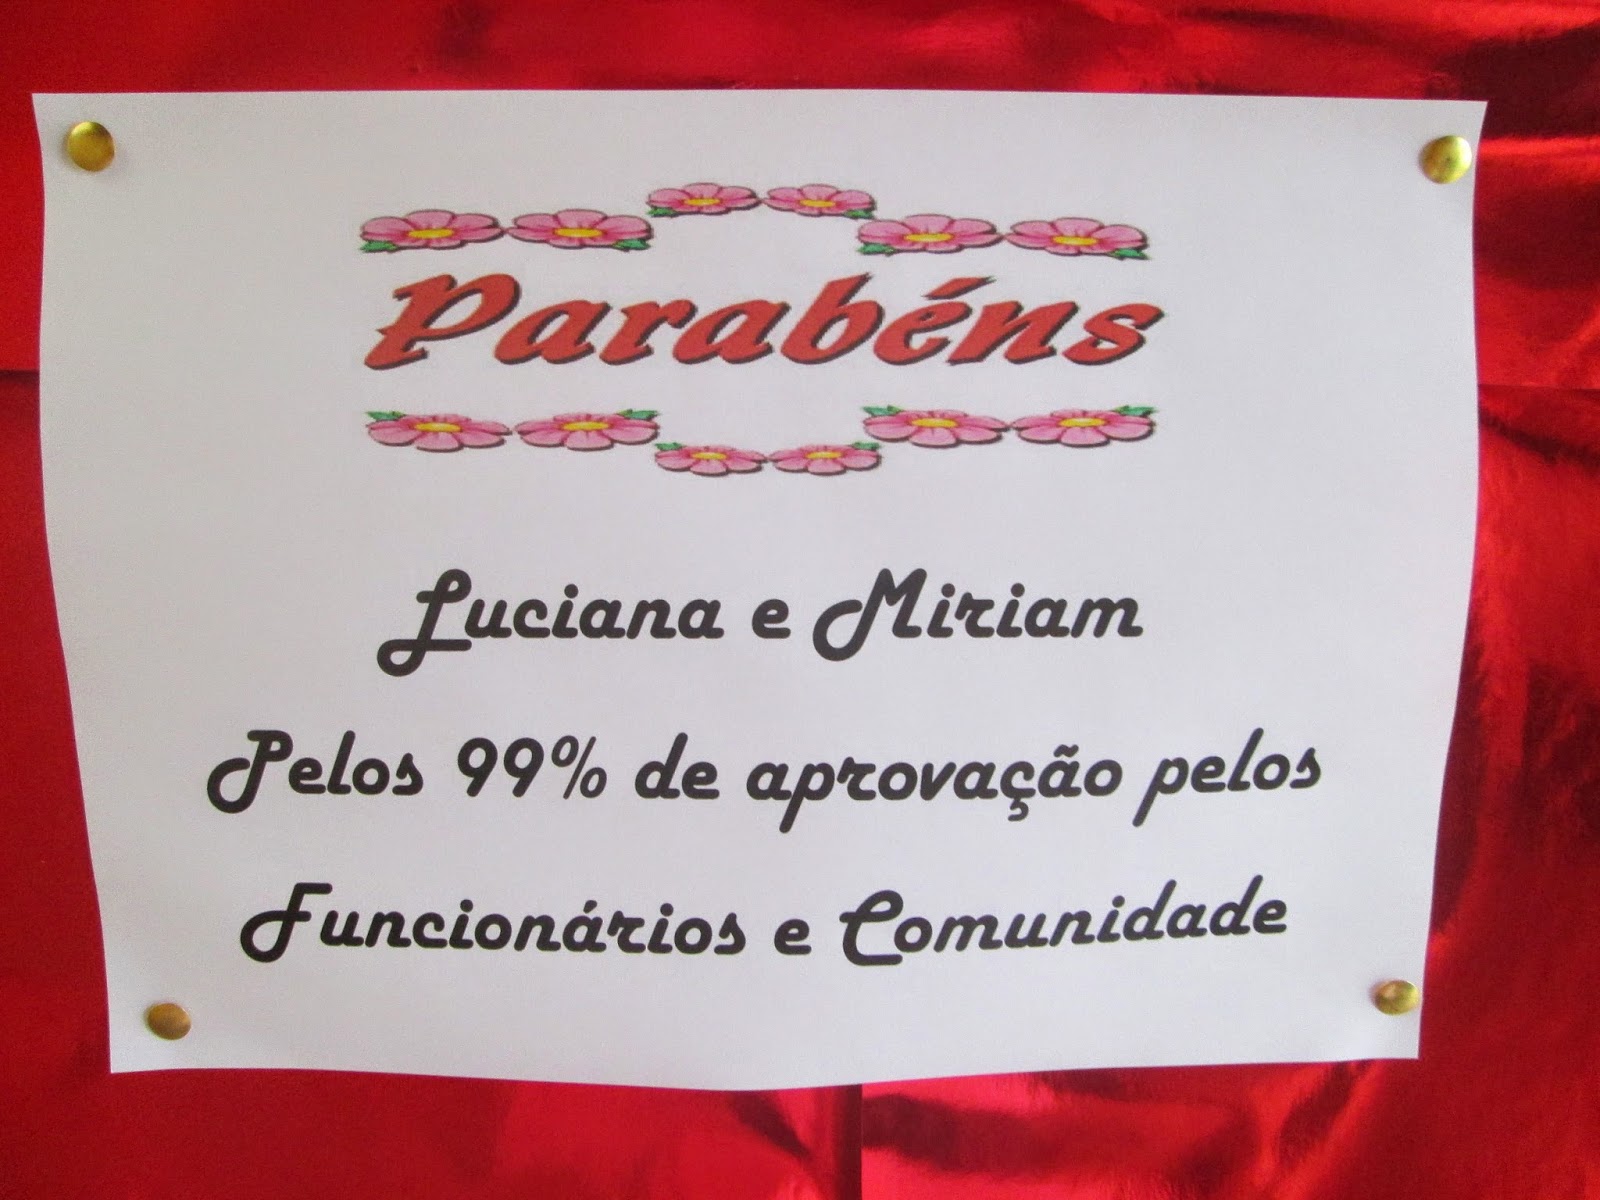 Parabéns
Luciana e Miriam
Pelos 99% de aprovação pelos
Funcionários e Comunidade